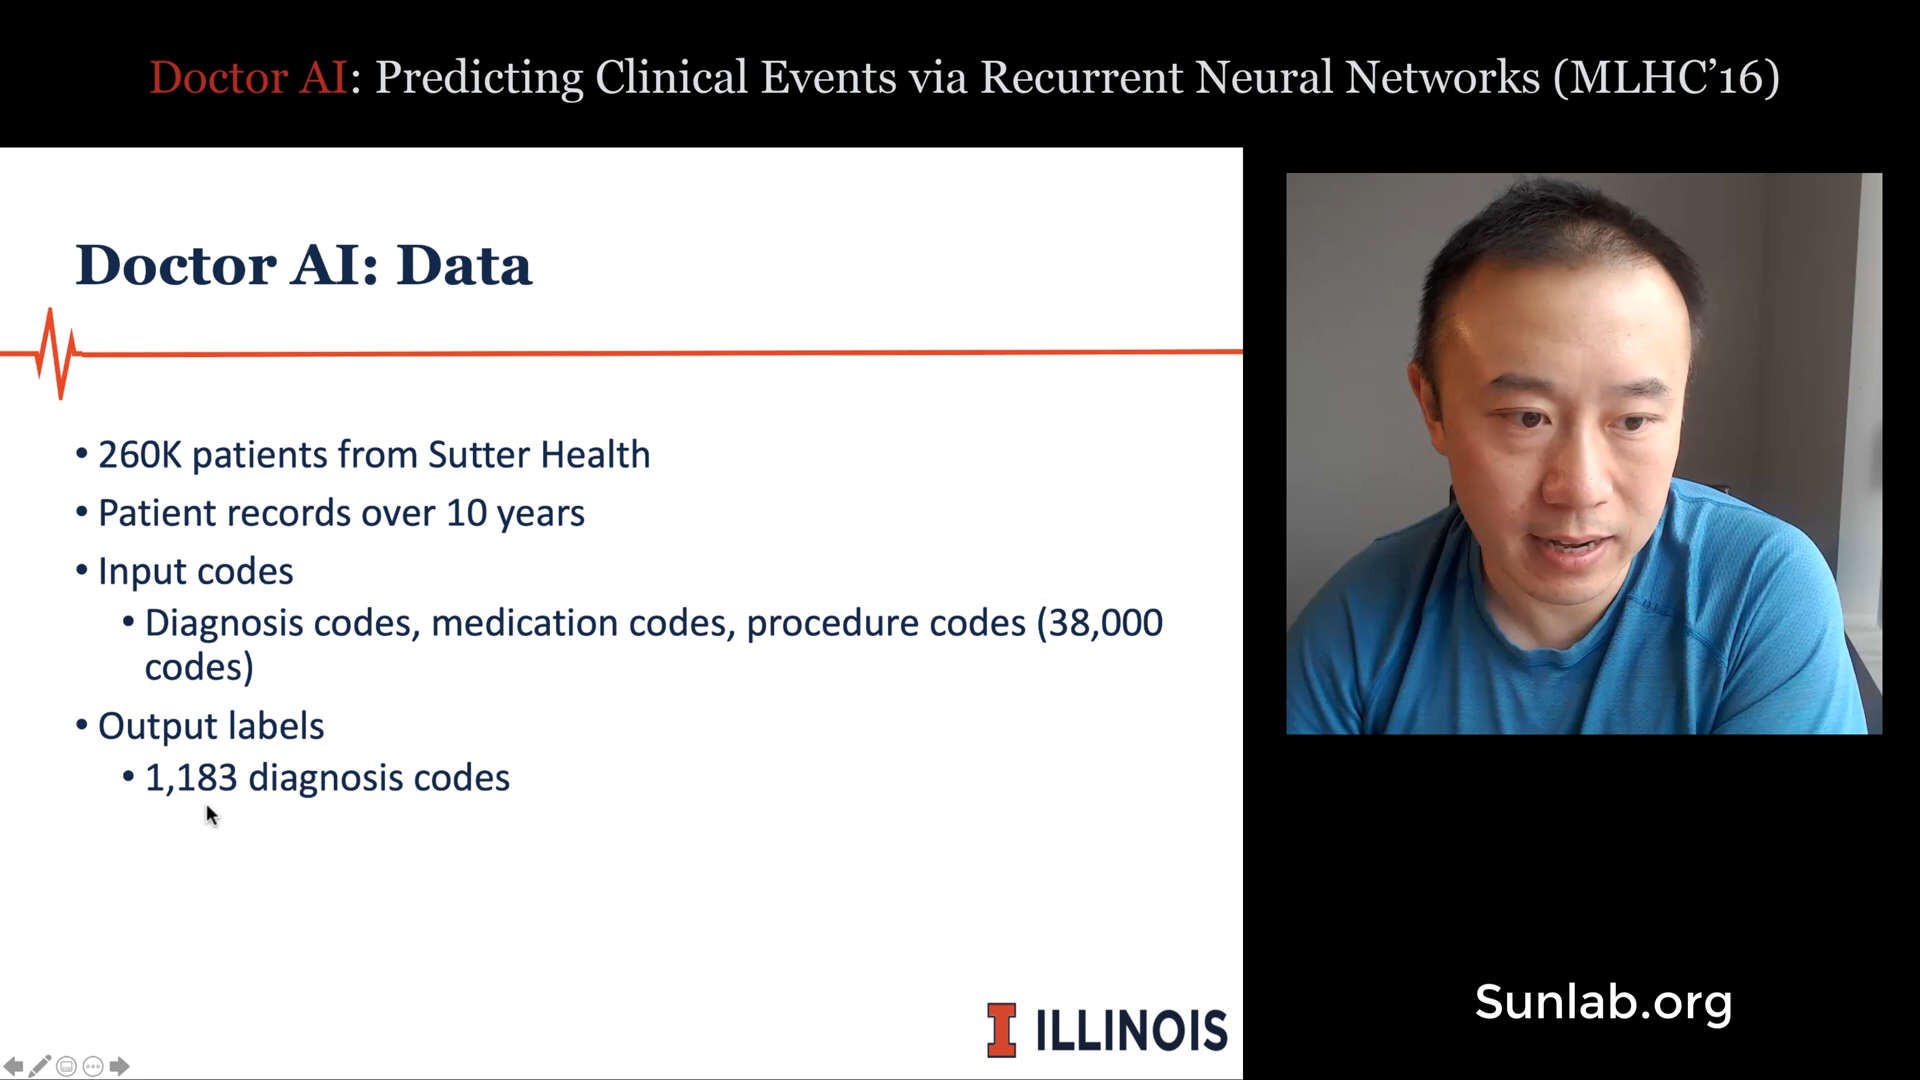 Doctor AI: Predicting Clinical Events via Recurrent Neural Networks (MLHC’16)
Doctor AI: Data
• 260K patients from Sutter Health
• Patient records over 10 years
• Input codes
• Diagnosis codes, medication codes, procedure codes (38,000
codes)
• Output labels
• 1,183 diagnosis codes
I ILLINOIS
Sunlab.org